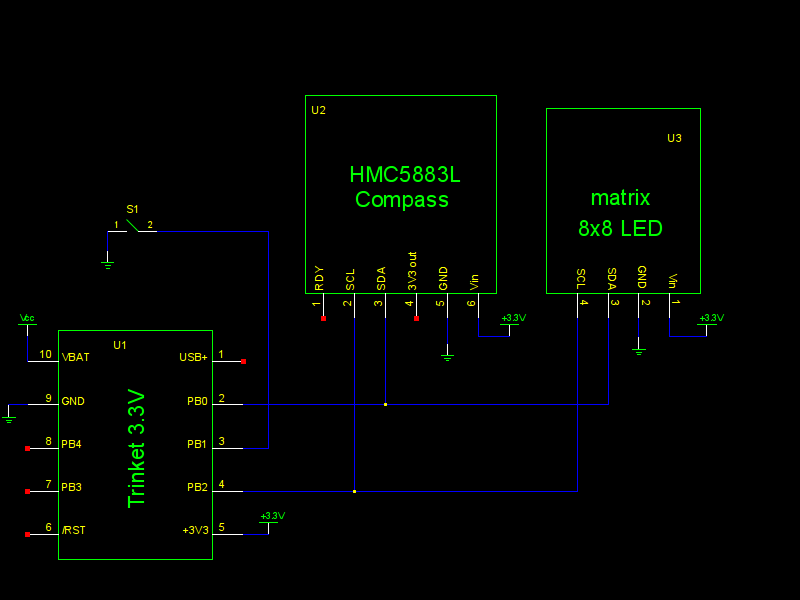 U2
HMC5883L
Compass
RDY
SCL
SDA
3V3 out
GND
Vin
1
2
3
4
5
6
+3.3V
U3
matrix
8x8 LED
SCL
SDA
GND
Vin
4
3
2
1
+3.3V
S1
1
2
Vcc
U1
Trinket 3.3V
10
VBAT
9
GND
8
PB4
7
PB3
6
/RST
USB+
1
PB0
2
PB1
3
PB2
4
+3V3
5
+3.3V